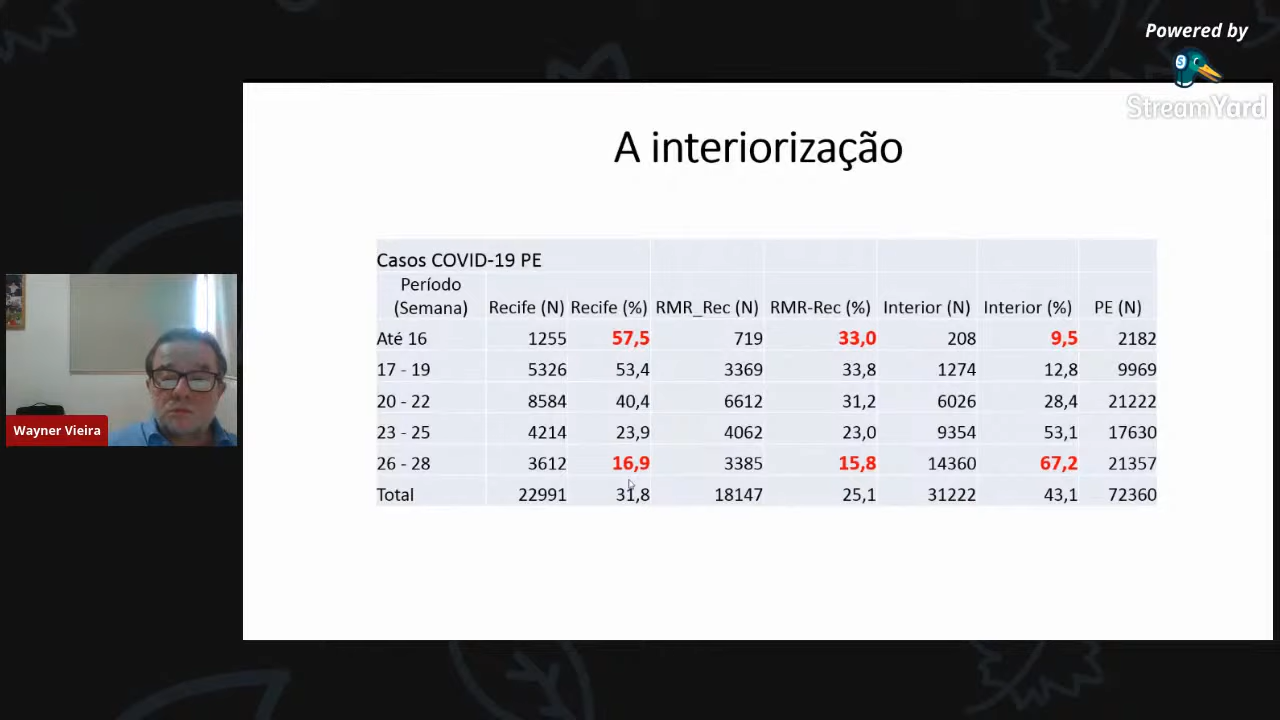 Powered by
StreamYard
A interiorização
Casos COVID-19 PE
Período (Semana) Recife (N) Recife (%) RMR_Rec (N) RMR-Rec (%) Interior (N) Interior (%) PE (N)
Até 16 1255 57,5 719 33,0 208 9,5 2182
17 - 19 5326 53,4 3369 33,8 1274 12,8 9969
20 - 22 8584 40,4 6612 31,2 6026 28,4 21222
23 - 25 4214 23,9 4062 23,0 9354 53,1 17630
26 - 28 3612 16,9 3385 15,8 14360 67,2 21357
Total 22991 31,8 18147 25,1 31222 43,1 72360
Wayner Vieira